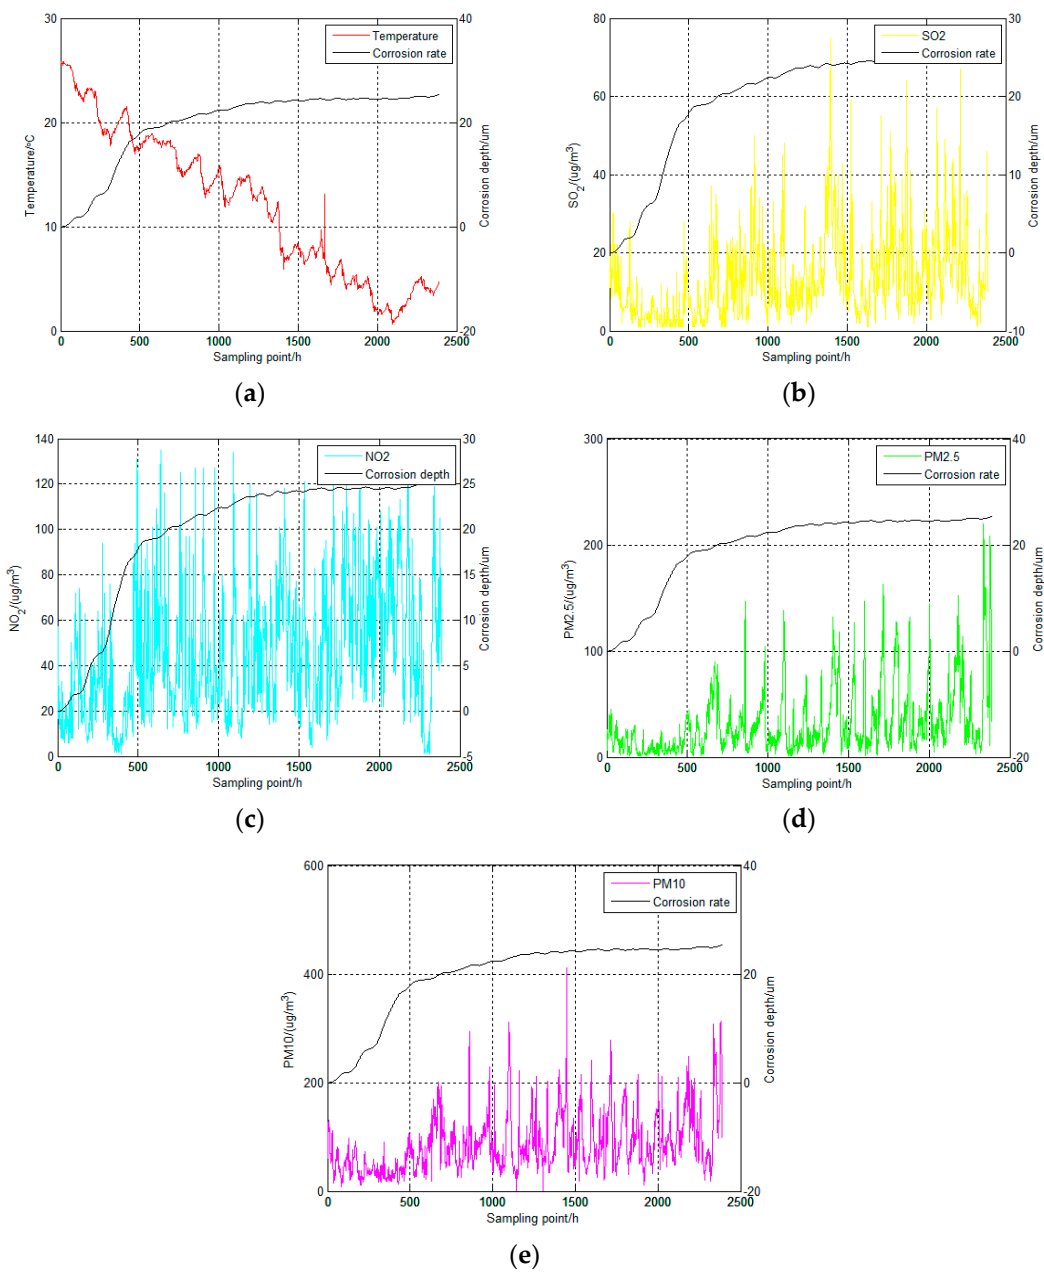 30
20
10
0
Temperature/ºC
Temperature
Corrosion rate
40
20
0
-20
Corrosion depth/um
0 500 1000 1500 2000 2500
Sampling point/h
(a)
80
60
40
20
0
SO2/(ug/m3)
SO2
Corrosion rate
30
20
10
0
-10
Corrosion depth/um
0 500 1000 1500 2000 2500
Sampling point/h
(b)
140
120
100
80
60
40
20
0
NO2/(ug/m3)
NO2
Corrosion depth
30
25
20
15
10
5
0
-5
Corrosion depth/um
0 500 1000 1500 2000 2500
Sampling point/h
(c)
300
200
100
0
PM2.5/(ug/m3)
PM2.5
Corrosion rate
40
20
0
-20
Corrosion depth/um
0 500 1000 1500 2000 2500
Sampling point/h
(d)
600
400
200
0
PM10/(ug/m3)
PM10
Corrosion rate
40
20
0
-20
Corrosion depth/um
0 500 1000 1500 2000 2500
Sampling point/h
(e)